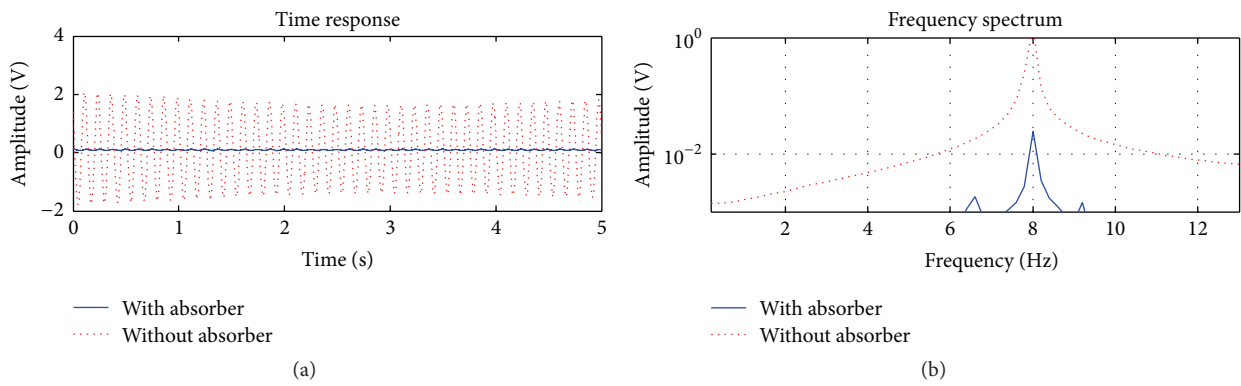 Time response
Amplitude (V)
4
2
0
−2
0 1 2 3 4 5
Time (s)
With absorber
Without absorber
(a)
Frequency spectrum
Amplitude (V)
10^0
10^−2
2 4 6 8 10 12
Frequency (Hz)
With absorber
Without absorber
(b)